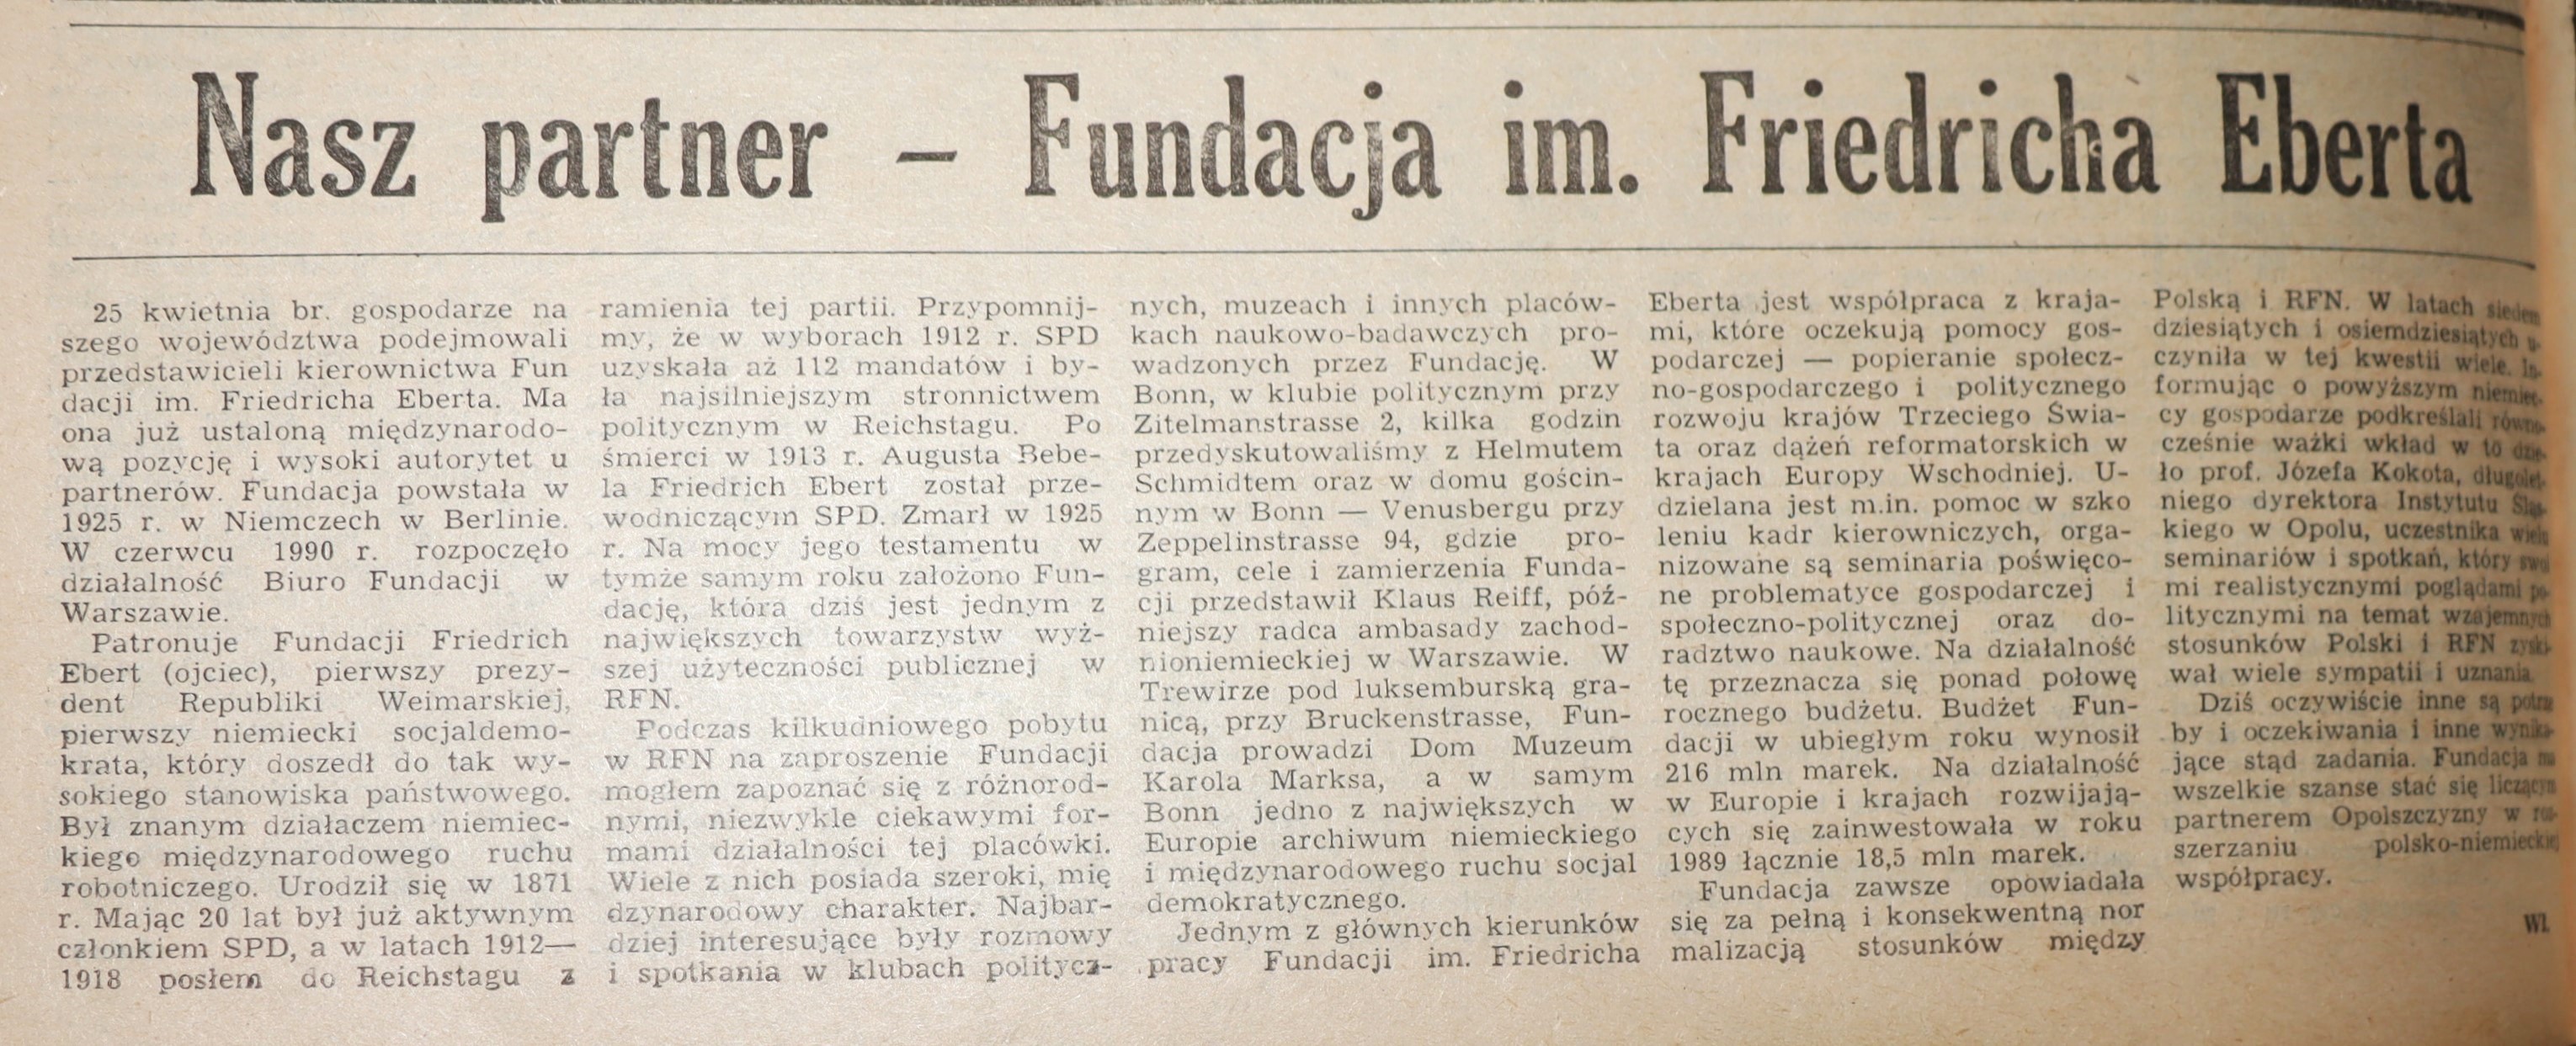 Nasz partner – Fundacja im. Friedricha Eberta
25 kwietnia br. gospodarze na
szego województwa podejmowali
przedstawicieli kierownictwa Fun
dacji im. Friedricha Eberta. Ma
ona już ustaloną międzynarodo-
wą pozycję i wysoki autorytet u
partnerów. Fundacja powstała w
1925 r. w Niemczech w Berlinie.
W czerwcu 1990 r. rozpoczęło
działalność Biuro Fundacji w
Warszawie.
Patronuje Fundacji Friedrich
Ebert (ojciec), pierwszy prezy-
dent Republiki Weimarskiej,
pierwszy niemiecki socjaldemo-
krata, który doszedł do tak wy-
sokiego stanowiska państwowego.
Był znanym działaczem niemiec-
kiego międzynarodowego ruchu
robotniczego. Urodził się w 1871
r. Mając 20 lat był już aktywnym
członkiem SPD, a w latach 1912—
1918 posłem do Reichstagu z
ramienia tej partii. Przypomnij-
my, że w wyborach 1912 r. SPD
uzyskała aż 112 mandatów i by-
ła najsilniejszym stronnictwem
politycznym w Reichstagu. Po
śmierci w 1913 r. Augusta Bebe-
la Friedrich Ebert został prze-
wodniczącym SPD. Zmarł w 1925
r. Na mocy jego testamentu w
tymże samym roku założono Fun-
dację, która dziś jest jednym z
największych towarzystw wyż-
szej użyteczności publicznej w
RFN.
Podczas kilkudniowego pobytu
w RFN na zaproszenie Fundacji
mogłem zapoznać się z różnorod-
nymi, niezwykle ciekawymi for-
mami działalności tej placówki.
Wiele z nich posiada szeroki, mię
dzynarodowy charakter. Najbar-
dziej interesujące były rozmowy
i spotkania w klubach politycz-
nych, muzeach i innych placów-
kach naukowo-badawczych pro-
wadzonych przez Fundację. W
Bonn, w klubie politycznym przy
Zitelmanstrasse 2, kilka godzin
przedyskutowaliśmy z Helmutem
Schmidtem oraz w domu gościn-
nym w Bonn — Venusbergu przy
Zeppelinstrasse 94, gdzie pro-
gram, cele i zamierzenia Funda-
cji przedstawił Klaus Reiff, póź-
niejszy radca ambasady zachod-
nioniemieckiej w Warszawie. W
Trewirze pod luksemburską gra-
nicą, przy Bruckenstrasse, Fun-
dacja prowadzi Dom Muzeum
Karola Marksa, a w samym
Bonn jedno z największych w
Europie archiwum niemieckiego
i międzynarodowego ruchu socjal
demokratycznego.
Jednym z głównych kierunków
pracy Fundacji im. Friedricha
Eberta jest współpraca z kraja-
mi, które oczekują pomocy gos-
podarczej — popieranie społecz-
no-gospodarczego i politycznego
rozwoju krajów Trzeciego Świa-
ta oraz dążeń reformatorskich w
krajach Europy Wschodniej. U-
dzielana jest m.in. pomoc w szko
leniu kadr kierowniczych, orga-
nizowane są seminaria poświęco-
ne problematyce gospodarczej i
społeczno-politycznej oraz do-
radztwo naukowe. Na działalność
tę przeznacza się ponad połowę
rocznego budżetu. Budżet Fun-
dacji w ubiegłym roku wynosił
216 mln marek. Na działalność
w Europie i krajach rozwijają-
cych się zainwestowała w roku
1989 łącznie 18,5 mln marek.
Fundacja zawsze opowiadała
się za pełną i konsekwentną nor
malizacją stosunków między
Polską i RFN. W latach siedem
dziesiątych i osiemdziesiątych u-
czyniła w tej kwestii wiele. In-
formując o powyższym niemiec-
cy gospodarze podkreślali równo-
cześnie ważki wkład w to dzie-
ło prof. Józefa Kokota, długolet-
niego dyrektora Instytutu Ślą-
kiego w Opolu, uczestnika wielu
seminariów i spotkań, który swoi
mi realistycznymi poglądami po-
litycznymi na temat wzajemnych
stosunków Polski i RFN zyski-
wał wiele sympatii i uznania.
Dziś oczywiście inne są potrze
by i oczekiwania i inne wynika-
jące stąd zadania. Fundacja ma
wszelkie szanse stać się liczącym
partnerem Opolszczyzny w roz-
szerzaniu polsko-niemieckiej
współpracy.